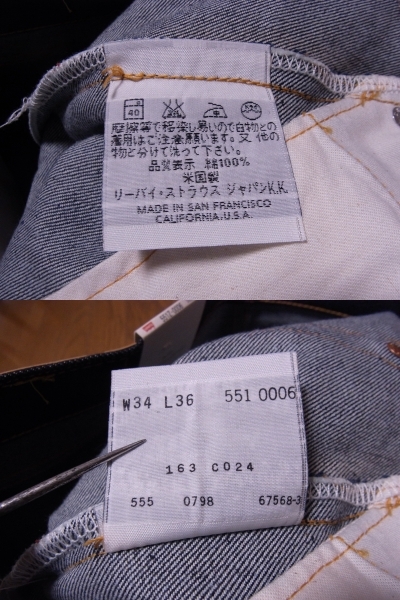 40
摩擦等で移染し易いので白物との
着用はご注意願います。又 他の
物と分けて洗って下さい。
品質表示 綿100%
米国製
リーバイ・ストラウス ジャパンK.K.
MADE IN SAN FRANCISCO
CALIFORNIA,U.S.A.
W34 L36 551 0006
163 C024
555 0798 67568-3